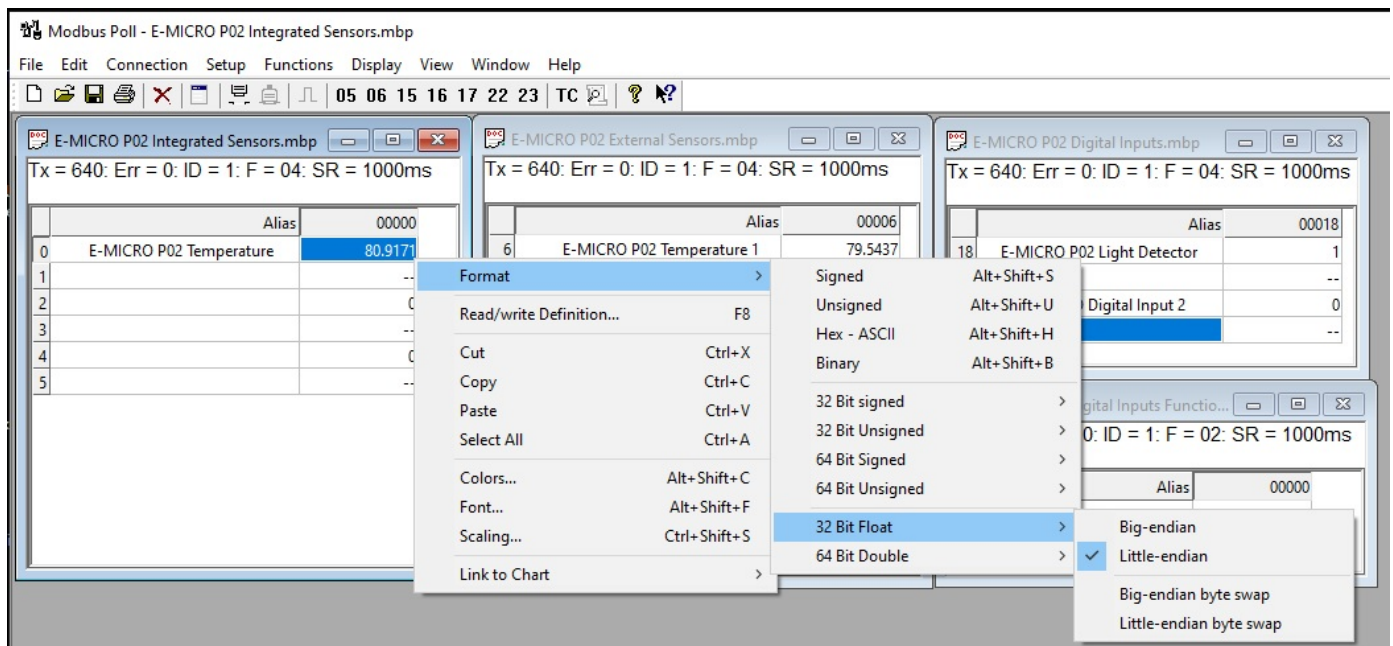 Modbus Poll - E-MICRO P02 Integrated Sensors.mbp
File Edit Connection Setup Functions Display View Window Help
05 06 15 16 17 22 23 TC
E-MICRO P02 Integrated Sensors.mbp
Tx = 640: Err = 0: ID = 1: F = 04: SR = 1000ms
Alias 00000
0 E-MICRO P02 Temperature 80.9171
1 --
2 0
3 --
4 0
5 --
E-MICRO P02 External Sensors.mbp
Tx = 640: Err = 0: ID = 1: F = 04: SR = 1000ms
Alias 00006
6 E-MICRO P02 Temperature 1 79.5437
E-MICRO P02 Digital Inputs.mbp
Tx = 640: Err = 0: ID = 1: F = 04: SR = 1000ms
Alias 00018
18 E-MICRO P02 Light Detector 1
--
Digital Input 2 0
--
gital Inputs Functio...
0: ID = 1: F = 02: SR = 1000ms
Alias 00000
Format
Read/write Definition... F8
Cut Ctrl+X
Copy Ctrl+C
Paste Ctrl+V
Select All Ctrl+A
Colors... Alt+Shift+C
Font... Alt+Shift+F
Scaling... Ctrl+Shift+S
Link to Chart
Signed Alt+Shift+S
Unsigned Alt+Shift+U
Hex - ASCII Alt+Shift+H
Binary Alt+Shift+B
32 Bit signed
32 Bit Unsigned
64 Bit Signed
64 Bit Unsigned
32 Bit Float
64 Bit Double
Big-endian
Little-endian
Big-endian byte swap
Little-endian byte swap